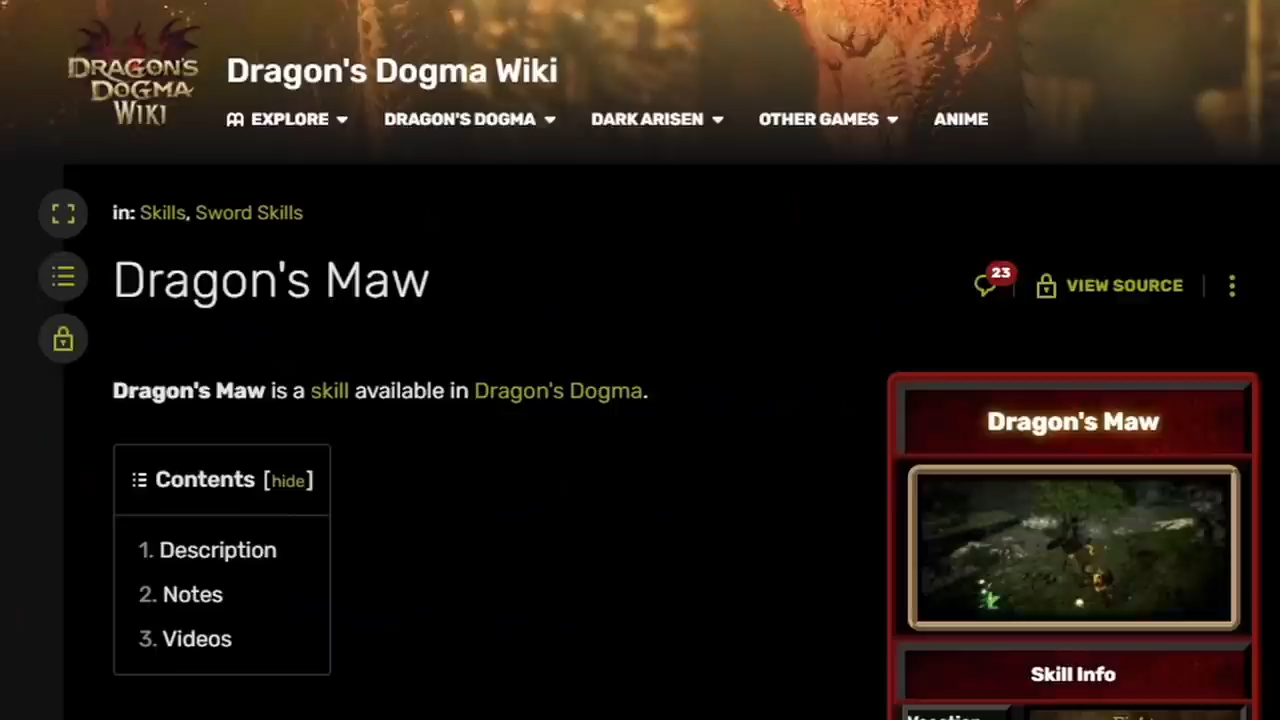 DRAGON'S
DOGMA
WIKI
Dragon's Dogma Wiki
EXPLORE
DRAGON'S DOGMA
DARK ARISEN
OTHER GAMES
ANIME
in: Skills, Sword Skills
Dragon's Maw
23
VIEW SOURCE
Dragon's Maw is a skill available in Dragon's Dogma.
Contents [hide]
1. Description
2. Notes
3. Videos
Dragon's Maw
Skill Info